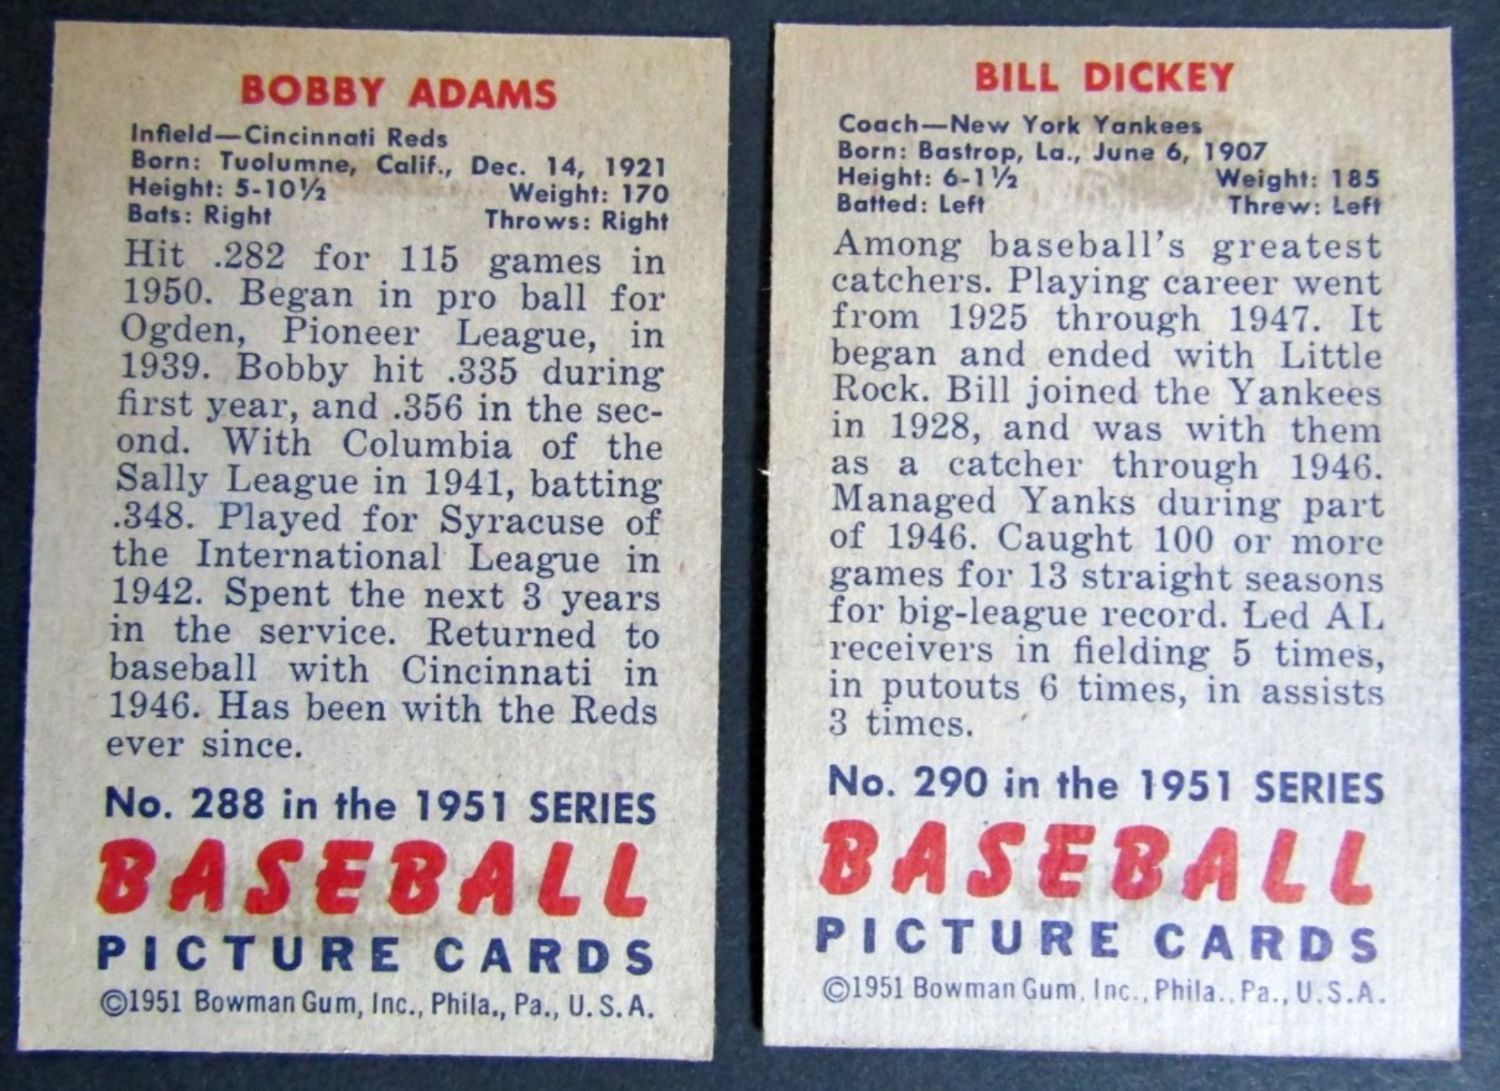 BOBBY ADAMS
Infield—Cincinnati Reds
Born: Tuolumne, Calif., Dec. 14, 1921
Height: 5-10½ Weight: 170
Bats: Right Throws: Right
Hit .282 for 115 games in
1950. Began in pro ball for
Ogden, Pioneer League, in
1939. Bobby hit .335 during
first year, and .356 in the sec-
ond. With Columbia of the
Sally League in 1941, batting
.348. Played for Syracuse of
the International League in
1942. Spent the next 3 years
in the service. Returned to
baseball with Cincinnati in
1946. Has been with the Reds
ever since.
No. 288 in the 1951 SERIES
BASEBALL
PICTURE CARDS
©1951 Bowman Gum, Inc., Phila., Pa., U.S.A.
BILL DICKEY
Coach—New York Yankees
Born: Bastrop, La., June 6, 1907
Height: 6-1½ Weight: 185
Batted: Left Threw: Left
Among baseball's greatest
catchers. Playing career went
from 1925 through 1947. It
began and ended with Little
Rock. Bill joined the Yankees
in 1928, and was with them
as a catcher through 1946.
Managed Yanks during part
of 1946. Caught 100 or more
games for 13 straight seasons
for big-league record. Led AL
receivers in fielding 5 times,
in putouts 6 times, in assists
3 times.
No. 290 in the 1951 SERIES
BASEBALL
PICTURE CARDS
©1951 Bowman Gum, Inc., Phila., Pa., U.S.A.